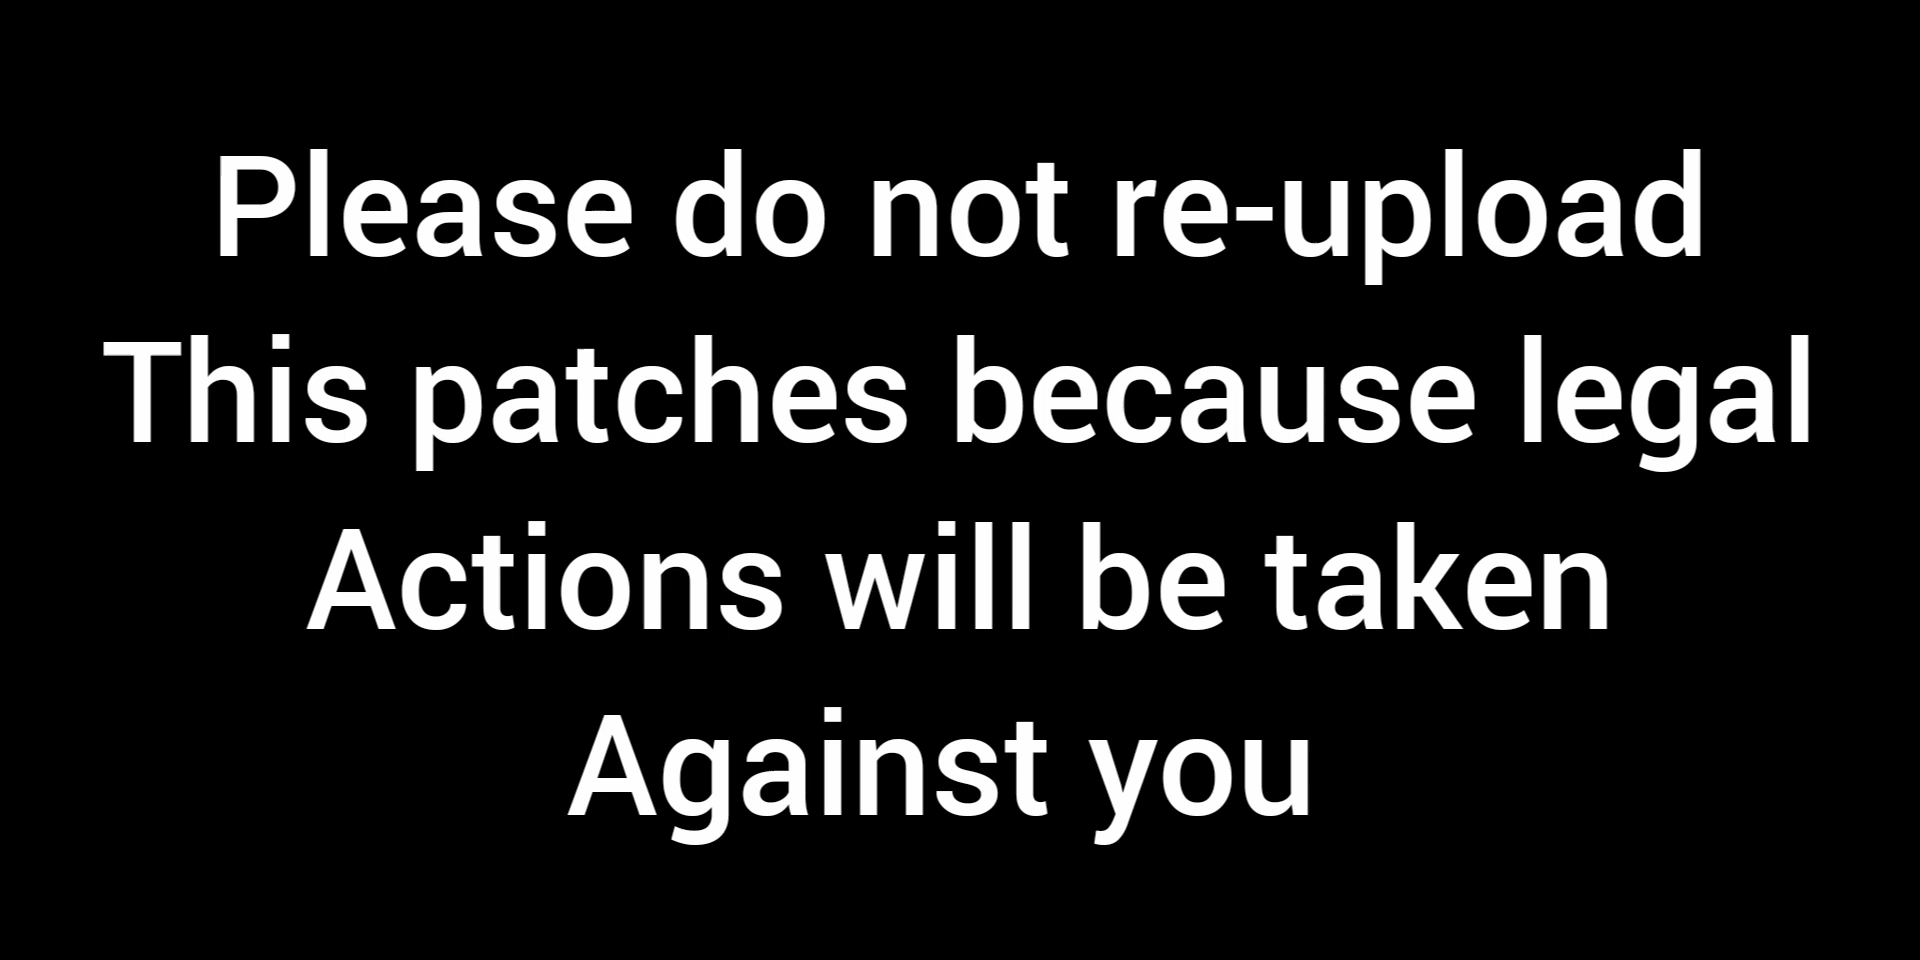 Please do not re-upload
This patches because legal
Actions will be taken
Against you